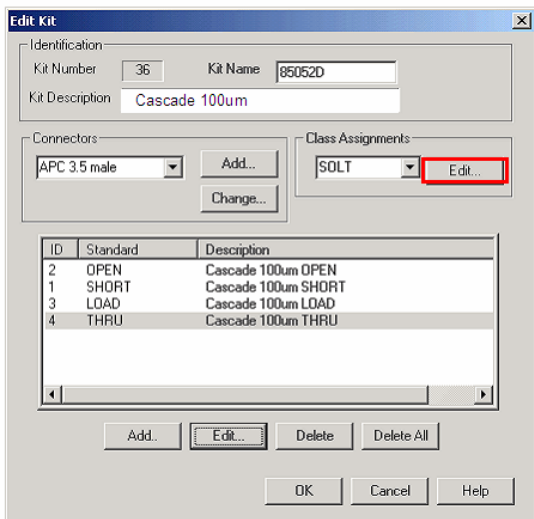 Edit Kit
Identification
Kit Number 36 Kit Name 85052D
Kit Description Cascade 100um
Connectors
APC 3.5 male Add...
Change...
Class Assignments
SOLT Edit...
ID Standard Description
2 OPEN Cascade 100um OPEN
1 SHORT Cascade 100um SHORT
3 LOAD Cascade 100um LOAD
4 THRU Cascade 100um THRU
Add.. Edit... Delete Delete All
OK Cancel Help